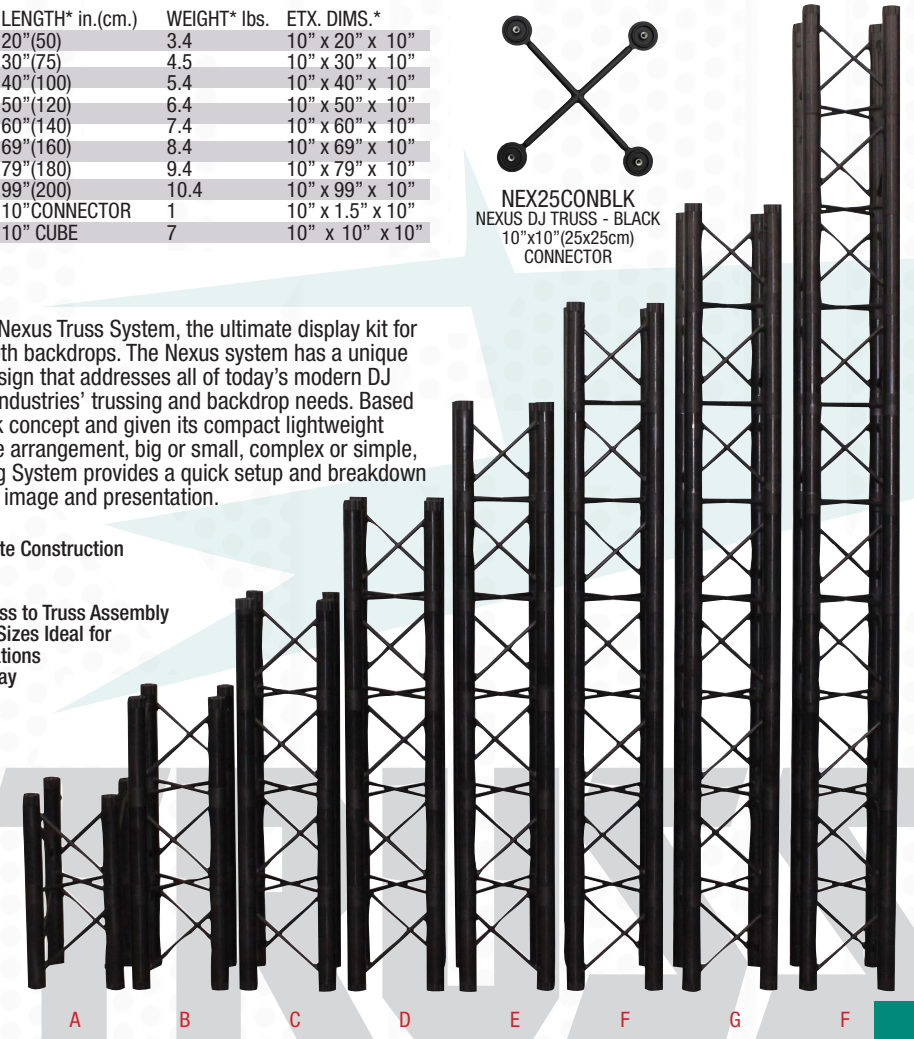 LENGTH* in.(cm.) WEIGHT* lbs. ETX. DIMS.*
20”(50) 3.4 10” x 20” x 10”
30”(75) 4.5 10” x 30” x 10”
40”(100) 5.4 10” x 40” x 10”
50”(120) 6.4 10” x 50” x 10”
60”(140) 7.4 10” x 60” x 10”
69”(160) 8.4 10” x 69” x 10”
79”(180) 9.4 10” x 79” x 10”
99”(200) 10.4 10” x 99” x 10”
10”CONNECTOR 1 10” x 1.5” x 10”
10” CUBE 7 10” x 10” x 10”
NEX25CONBLK
NEXUS DJ TRUSS - BLACK
10”x10”(25x25cm)
CONNECTOR
Nexus Truss System, the ultimate display kit for
backdrops. The Nexus system has a unique
that addresses all of today’s modern DJ
industries’ trussing and backdrop needs. Based
concept and given its compact lightweight
arrangement, big or small, complex or simple,
System provides a quick setup and breakdown
image and presentation.
Construction
to Truss Assembly
Sizes Ideal for
TRUSS
A B C D E F G F